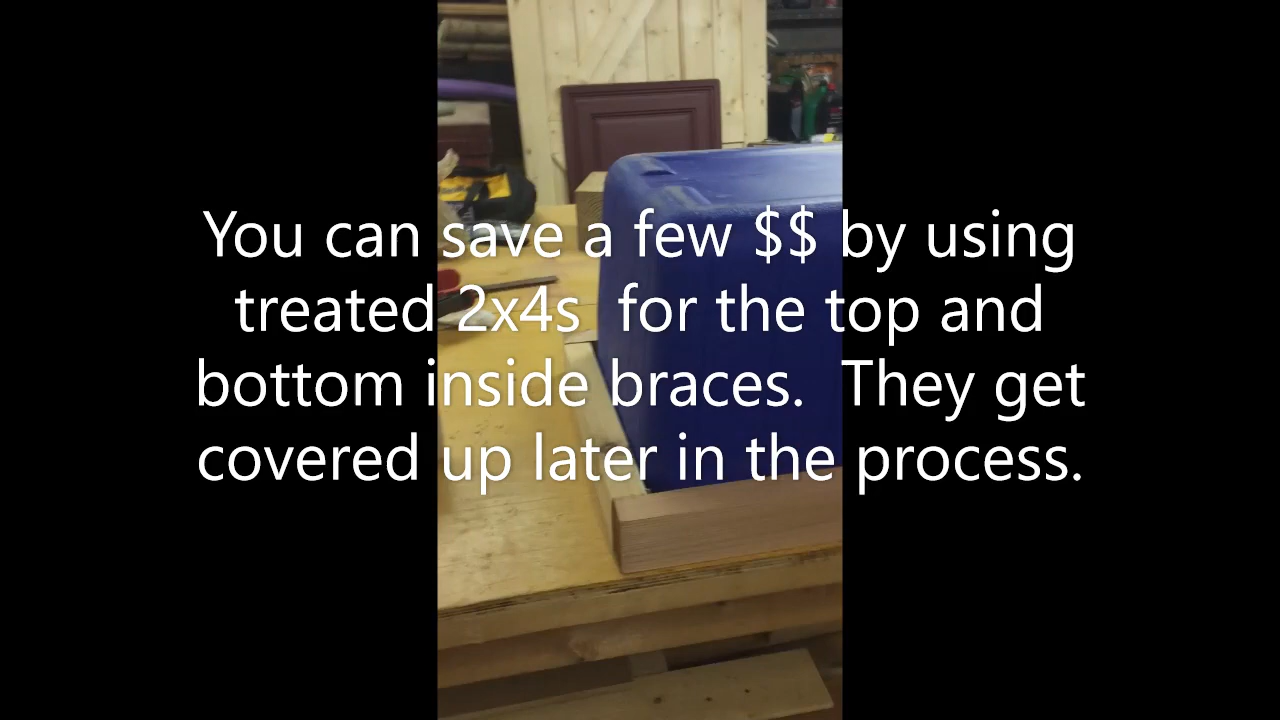 You can save a few $$ by using
treated 2x4s  for the top and
bottom inside braces.  They get
covered up later in the process.